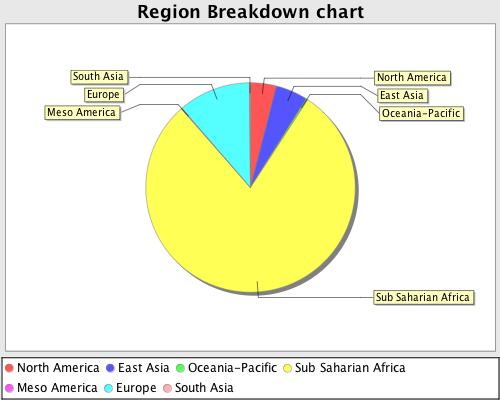 Region Breakdown chart
South Asia
North America
Europe
East Asia
Meso America
Oceania-Pacific
Sub Saharian Africa
North America East Asia Oceania-Pacific Sub Saharian Africa
Meso America Europe South Asia